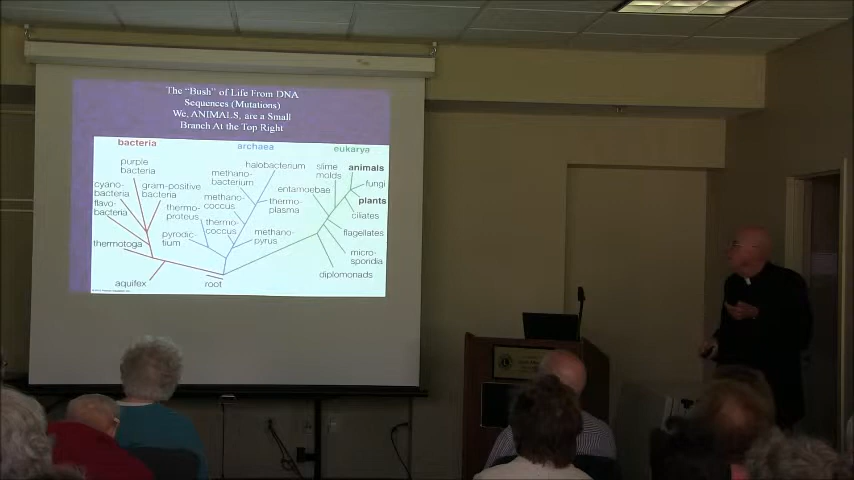 The "Bush" of Life From DNA
Sequences (Mutations)
We, ANIMALS, are a Small
Branch At the Top Right
bacteria
archaea
eukarya
purple
bacteria
halobacterium
slime
molds
animals
methano-
bacterium
fungi
cyano-
bacteria
gram-positive
bacteria
entamoebae
plants
flavo-
bacteria
thermo-
proteus
methano-
coccus
thermo-
plasma
ciliates
thermo-
coccus
flagellates
thermotoga
pyrodic-
tium
methano-
pyrus
micro-
sporidia
diplomonads
aquifex
root